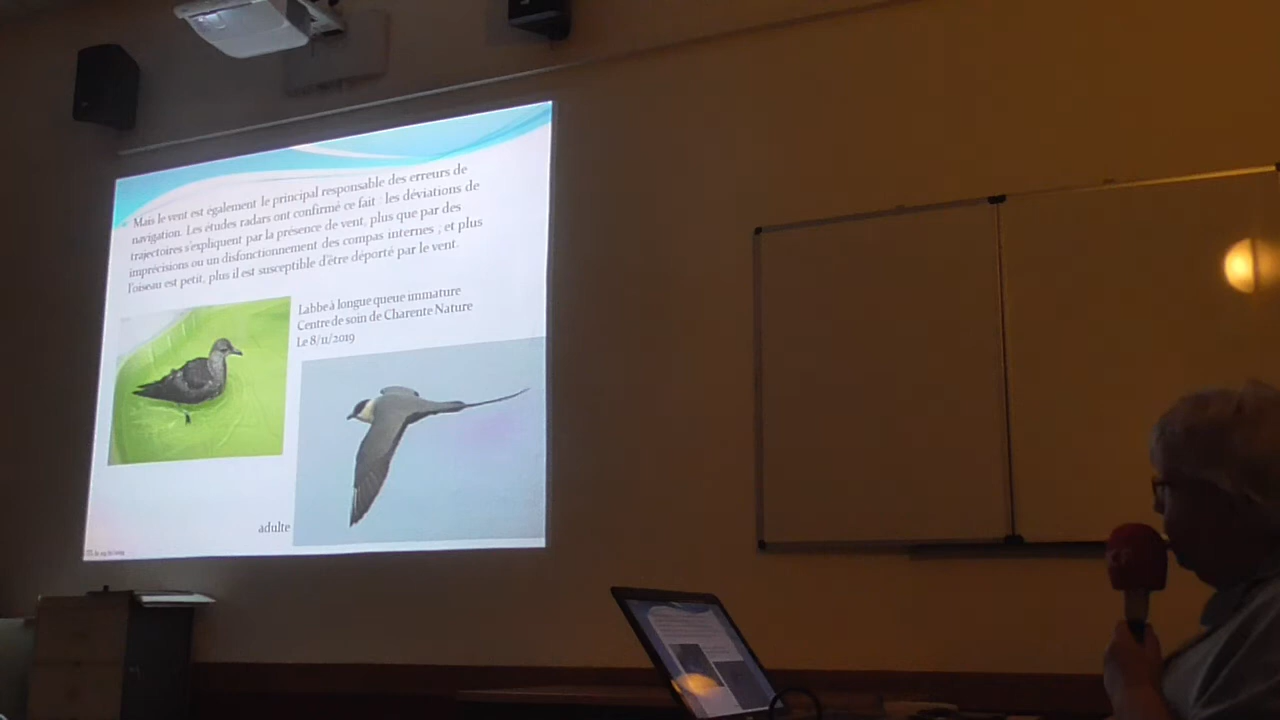 Mais le vent est également le principal responsable des erreurs de
navigation. Les études radars ont confirmé ce fait : les déviations de
trajectoires s'expliquent par la présence de vent, plus que par des
imprécisions ou un disfonctionnement des compas internes ; et plus
l'oiseau est petit, plus il est susceptible d'être déporté par le vent.
Labbe à longue queue immature
Centre de soin de Charente Nature
Le 8/11/2019
adulte